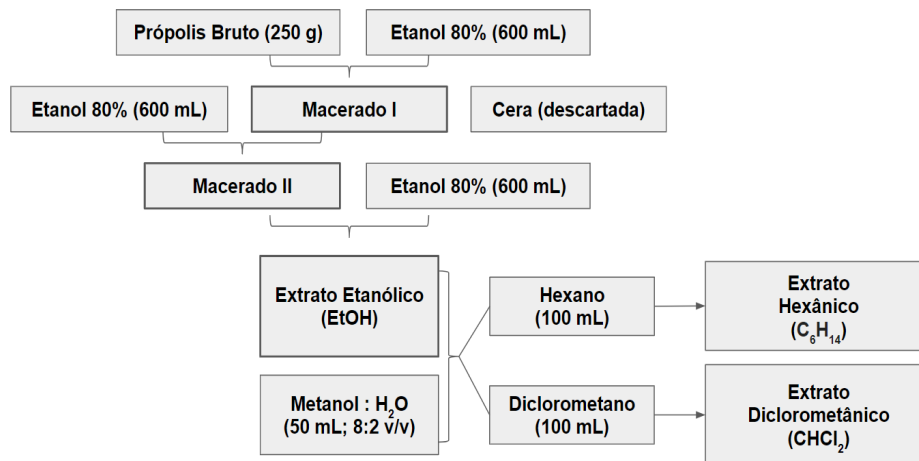 Própolis Bruto (250 g)
Etanol 80% (600 mL)
Etanol 80% (600 mL)
Macerado I
Cera (descartada)
Macerado II
Etanol 80% (600 mL)
Extrato Etanólico
(EtOH)
Hexano
(100 mL)
Extrato
Hexânico
(C₆H₁₄)
Metanol : H₂O
(50 mL; 8:2 v/v)
Diclorometano
(100 mL)
Extrato
Diclorometânico
(CHCl₂)